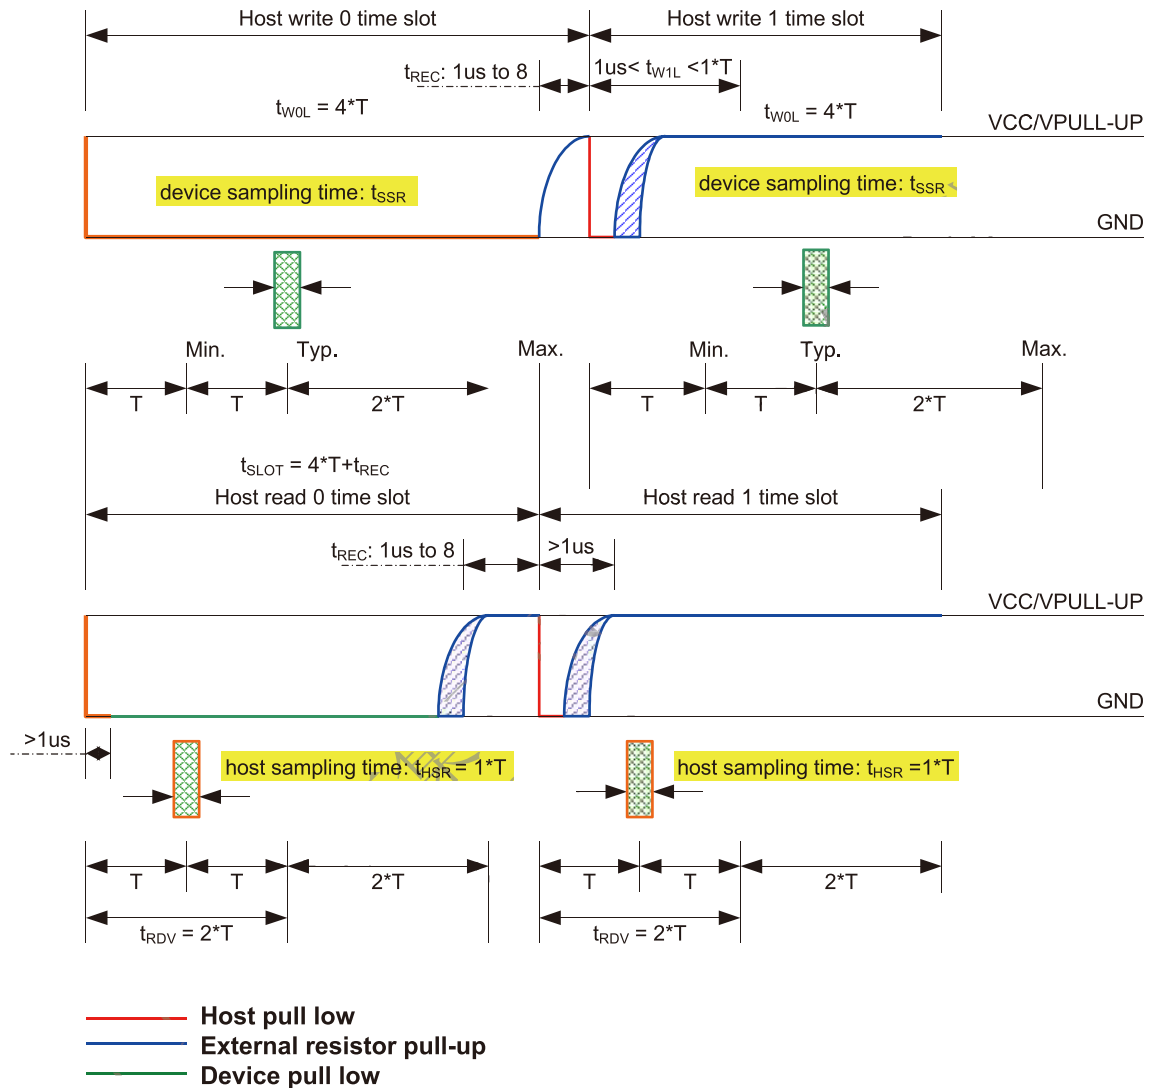 Host write 0 time slot
Host write 1 time slot
tREC: 1us to 8
1us< tW1L <1*T
tW0L = 4*T
tW0L = 4*T
VCC/VPULL-UP
device sampling time: tSSR
device sampling time: tSSR
GND
Min.
Typ.
Max.
Min.
Typ.
Max.
T
T
2*T
T
T
2*T
tSLOT = 4*T+tREC
Host read 0 time slot
Host read 1 time slot
tREC: 1us to 8
>1us
VCC/VPULL-UP
GND
>1us
host sampling time: tHSR = 1*T
host sampling time: tHSR =1*T
T
T
2*T
T
T
2*T
tRDV = 2*T
tRDV = 2*T
Host pull low
External resistor pull-up
Device pull low